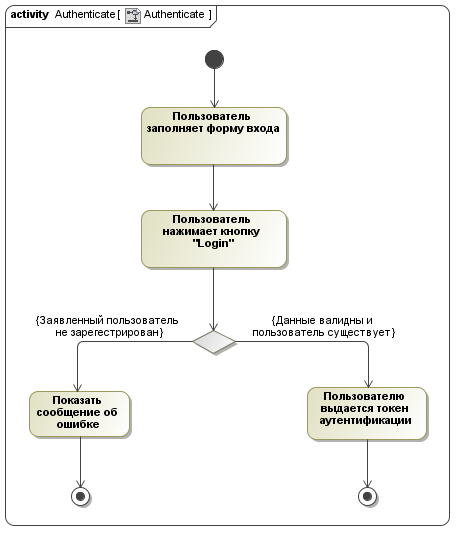 activity Authenticate [ Authenticate ]
Пользователь
заполняет форму входа
Пользователь
нажимает кнопку
"Login"
{Заявленный пользователь
не зарегестрирован}
{Данные валидны и
пользователь существует}
Показать
сообщение об
ошибке
Пользователю
выдается токен
аутентификации